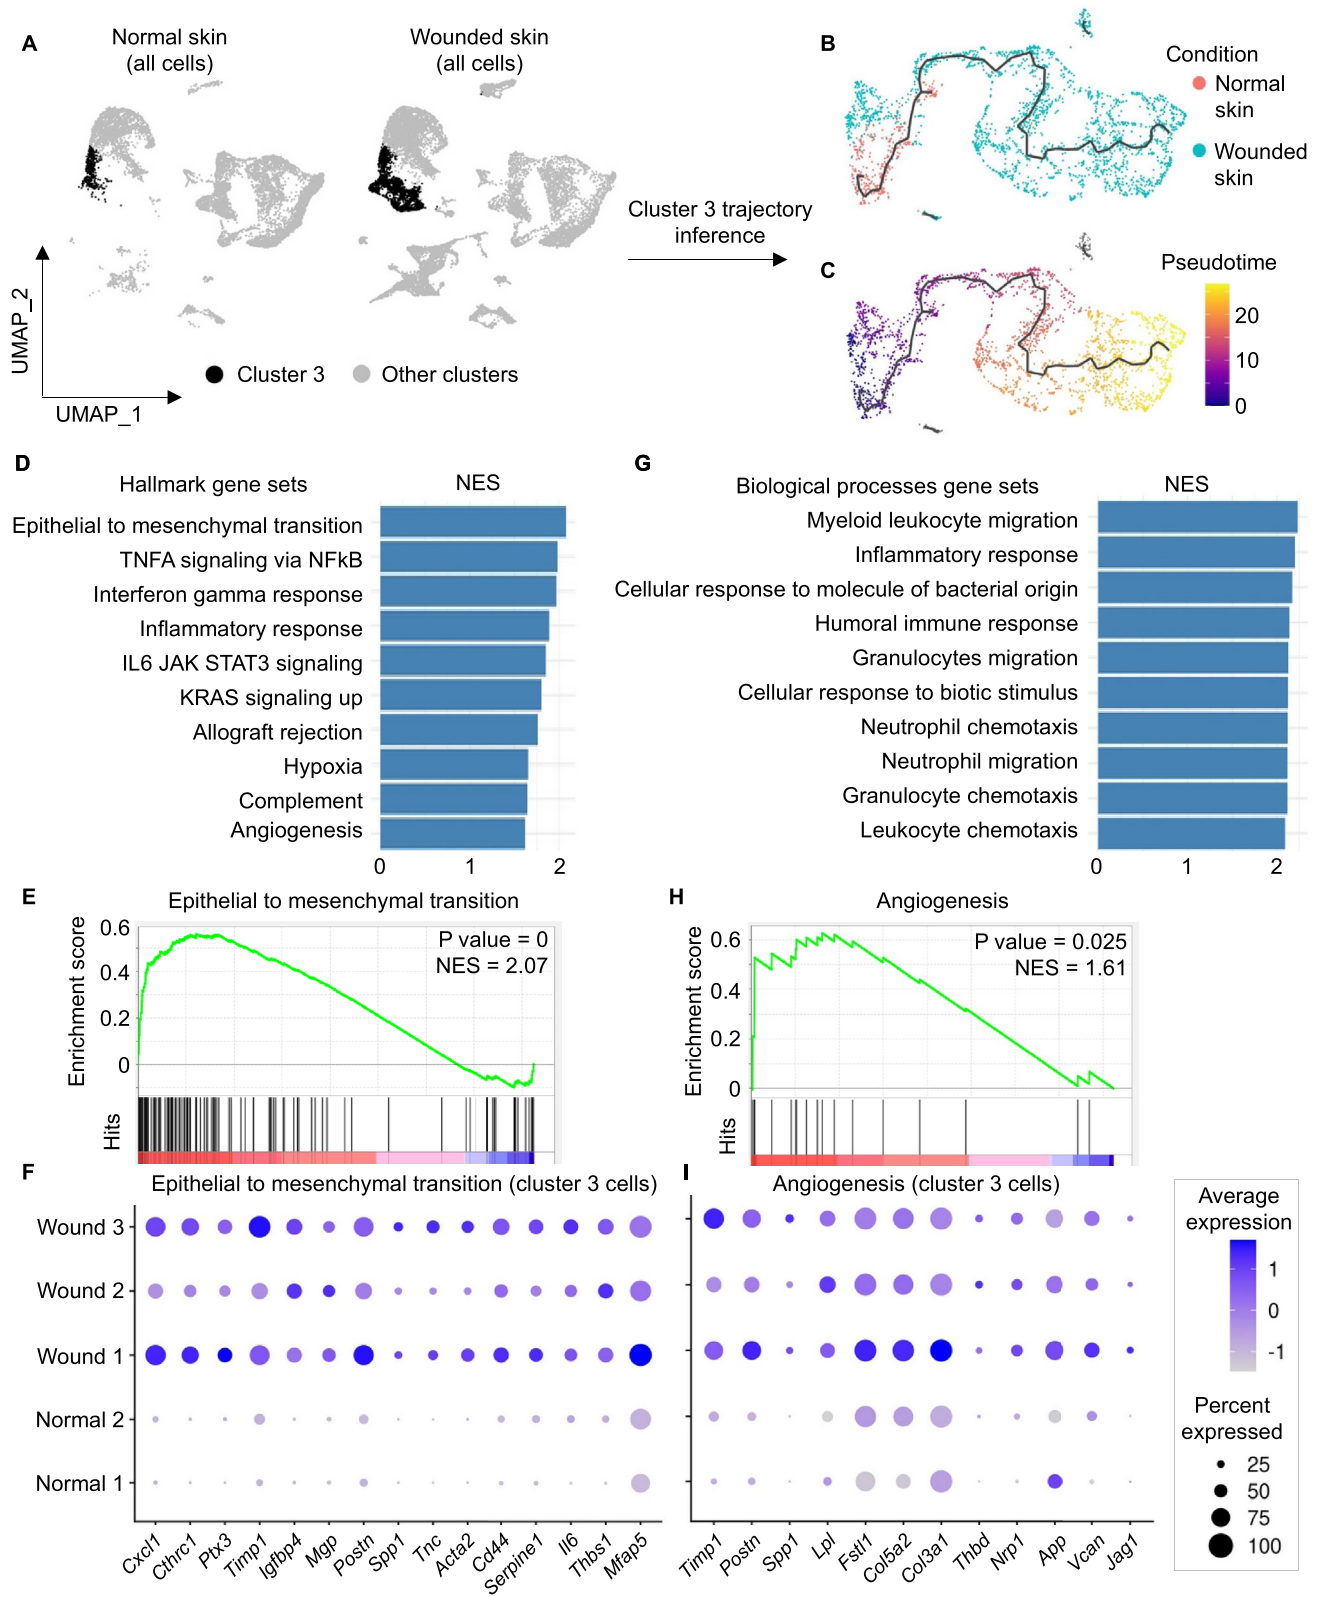 A
Normal skin
(all cells)
Wounded skin
(all cells)
UMAP_2
UMAP_1
Cluster 3
Other clusters
Cluster 3 trajectory
inference
B
Condition
Normal
skin
Wounded
skin
C
Pseudotime
20
10
0
D
Hallmark gene sets
NES
Epithelial to mesenchymal transition
TNFA signaling via NFkB
Interferon gamma response
Inflammatory response
IL6 JAK STAT3 signaling
KRAS signaling up
Allograft rejection
Hypoxia
Complement
Angiogenesis
0 1 2
G
Biological processes gene sets
NES
Myeloid leukocyte migration
Inflammatory response
Cellular response to molecule of bacterial origin
Humoral immune response
Granulocytes migration
Cellular response to biotic stimulus
Neutrophil chemotaxis
Neutrophil migration
Granulocyte chemotaxis
Leukocyte chemotaxis
0 1 2
E
Epithelial to mesenchymal transition
Enrichment score
0.6
0.4
0.2
0
P value = 0
NES = 2.07
Hits
H
Angiogenesis
Enrichment score
0.6
0.4
0.2
0
P value = 0.025
NES = 1.61
Hits
F
Epithelial to mesenchymal transition (cluster 3 cells)
Wound 3
Wound 2
Wound 1
Normal 2
Normal 1
Cxcl1 Cthrc1 Ptx3 Timp1 Igfbp4 Mgp Postn Spp1 Tnc Acta2 Cd44 Serpine1 Il6 Thbs1 Mfap5
I
Angiogenesis (cluster 3 cells)
Timp1 Postn Spp1 Lpl Fstl1 Col5a2 Col3a1 Thbd Nrp1 App Vcan Jag1
Average
expression
1
0
-1
Percent
expressed
25
50
75
100